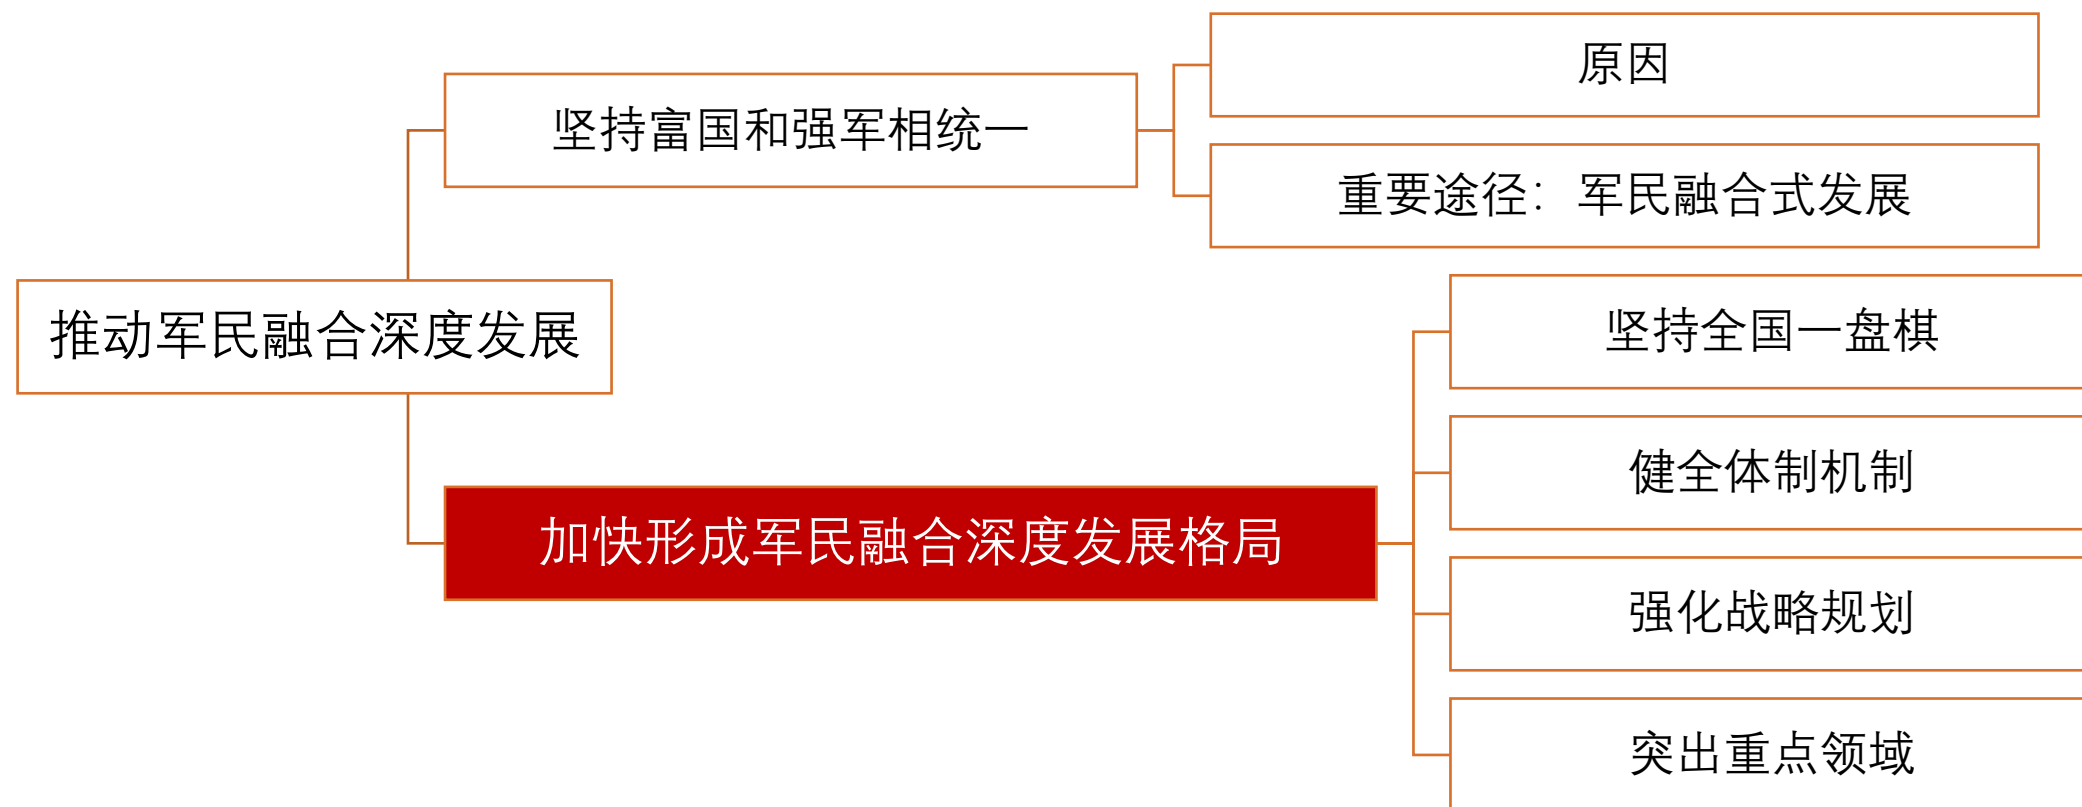 推动军民融合深度发展
坚持富国和强军相统一
原因
重要途径：军民融合式发展
加快形成军民融合深度发展格局
坚持全国一盘棋
健全体制机制
强化战略规划
突出重点领域